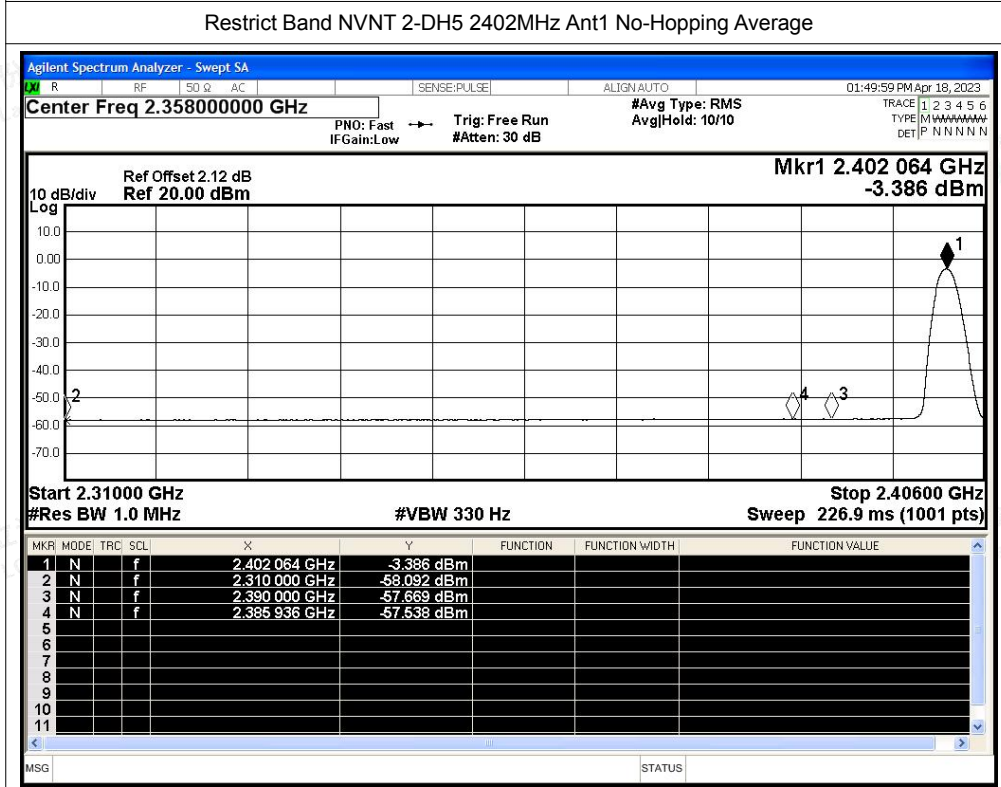 Restrict Band NVNT 2-DH5 2402MHz Ant1 No-Hopping Average
Agilent Spectrum Analyzer - Swept SA
LXI R RF 50 Ω AC SENSE:PULSE ALIGN AUTO 01:49:59 PM Apr 18, 2023
Center Freq 2.358000000 GHz #Avg Type: RMS TRACE 1 2 3 4 5 6
PNO: Fast Trig: Free Run Avg|Hold: 10/10 TYPE M WWWWW
IFGain:Low #Atten: 30 dB DET P N N N N N
Mkr1 2.402 064 GHz
Ref Offset 2.12 dB
10 dB/div Ref 20.00 dBm -3.386 dBm
Log
10.0
1
0.00
-10.0
-20.0
-30.0
-40.0
-50.0 2 4 3
-60.0
-70.0
Start 2.31000 GHz Stop 2.40600 GHz
#Res BW 1.0 MHz #VBW 330 Hz Sweep 226.9 ms (1001 pts)
MKR MODE TRC SCL X Y FUNCTION FUNCTION WIDTH FUNCTION VALUE
1 N f 2.402 064 GHz -3.386 dBm
2 N f 2.310 000 GHz -58.092 dBm
3 N f 2.390 000 GHz -57.669 dBm
4 N f 2.385 936 GHz -57.538 dBm
5
6
7
8
9
10
11
MSG STATUS